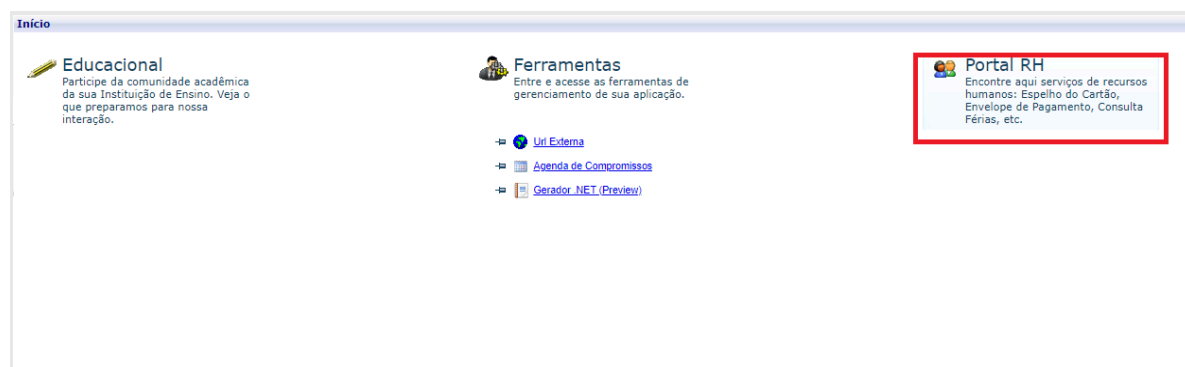 Início
Educacional
Participe da comunidade acadêmica
da sua Instituição de Ensino. Veja o
que preparamos para nossa
interação.
Ferramentas
Entre e acesse as ferramentas de
gerenciamento de sua aplicação.
Url Externa
Agenda de Compromissos
Gerador .NET (Preview)
Portal RH
Encontre aqui serviços de recursos
humanos: Espelho do Cartão,
Envelope de Pagamento, Consulta
Férias, etc.